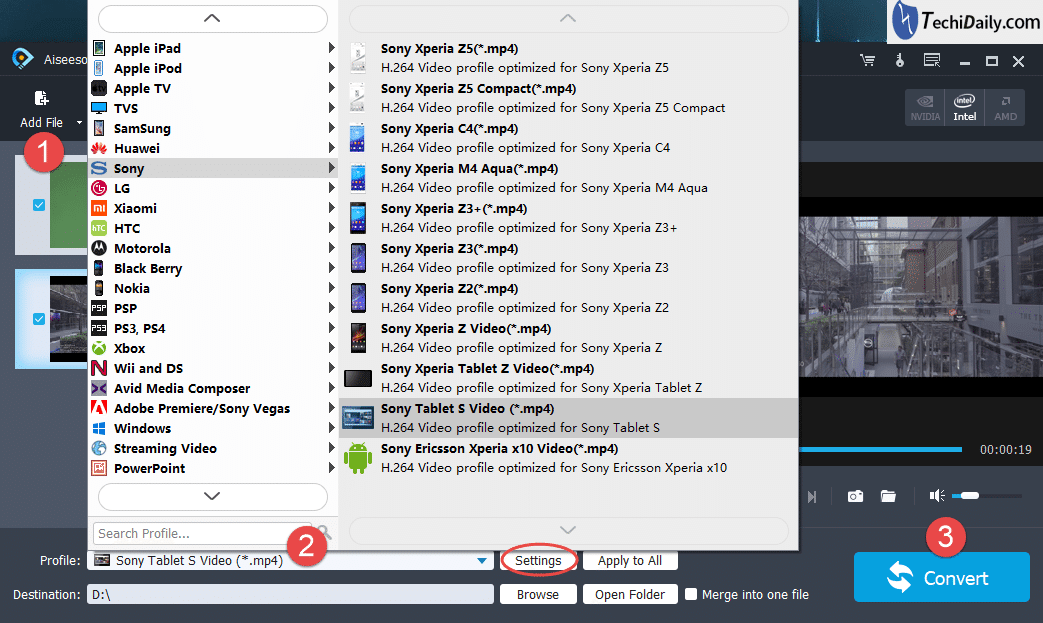 TechiDaily.com
Aiseeso
NVIDIA
intel
Intel
AMD
Add File
1
Apple iPad
Apple iPod
Apple TV
TVS
SamSung
Huawei
Sony
LG
Xiaomi
HTC
Motorola
Black Berry
Nokia
PSP
PS3, PS4
Xbox
Wii and DS
Avid Media Composer
Adobe Premiere/Sony Vegas
Windows
Streaming Video
PowerPoint
Search Profile...
2
Sony Xperia Z5(*.mp4)
H.264 Video profile optimized for Sony Xperia Z5
Sony Xperia Z5 Compact(*.mp4)
H.264 Video profile optimized for Sony Xperia Z5 Compact
Sony Xperia C4(*.mp4)
H.264 Video profile optimized for Sony Xperia C4
Sony Xperia M4 Aqua(*.mp4)
H.264 Video profile optimized for Sony Xperia M4 Aqua
Sony Xperia Z3+(*.mp4)
H.264 Video profile optimized for Sony Xperia Z3+
Sony Xperia Z3(*.mp4)
H.264 Video profile optimized for Sony Xperia Z3
Sony Xperia Z2(*.mp4)
H.264 Video profile optimized for Sony Xperia Z2
Sony Xperia Z Video(*.mp4)
H.264 Video profile optimized for Sony Xperia Z
Sony Xperia Tablet Z Video(*.mp4)
H.264 Video profile optimized for Sony Xperia Tablet Z
Sony Tablet S Video (*.mp4)
H.264 Video profile optimized for Sony Tablet S
Sony Ericsson Xperia x10 Video(*.mp4)
H.264 Video profile optimized for Sony Ericsson Xperia x10
00:00:19
3
Profile: Sony Tablet S Video (*.mp4) Settings Apply to All
Convert
Destination: D:\ Browse Open Folder Merge into one file